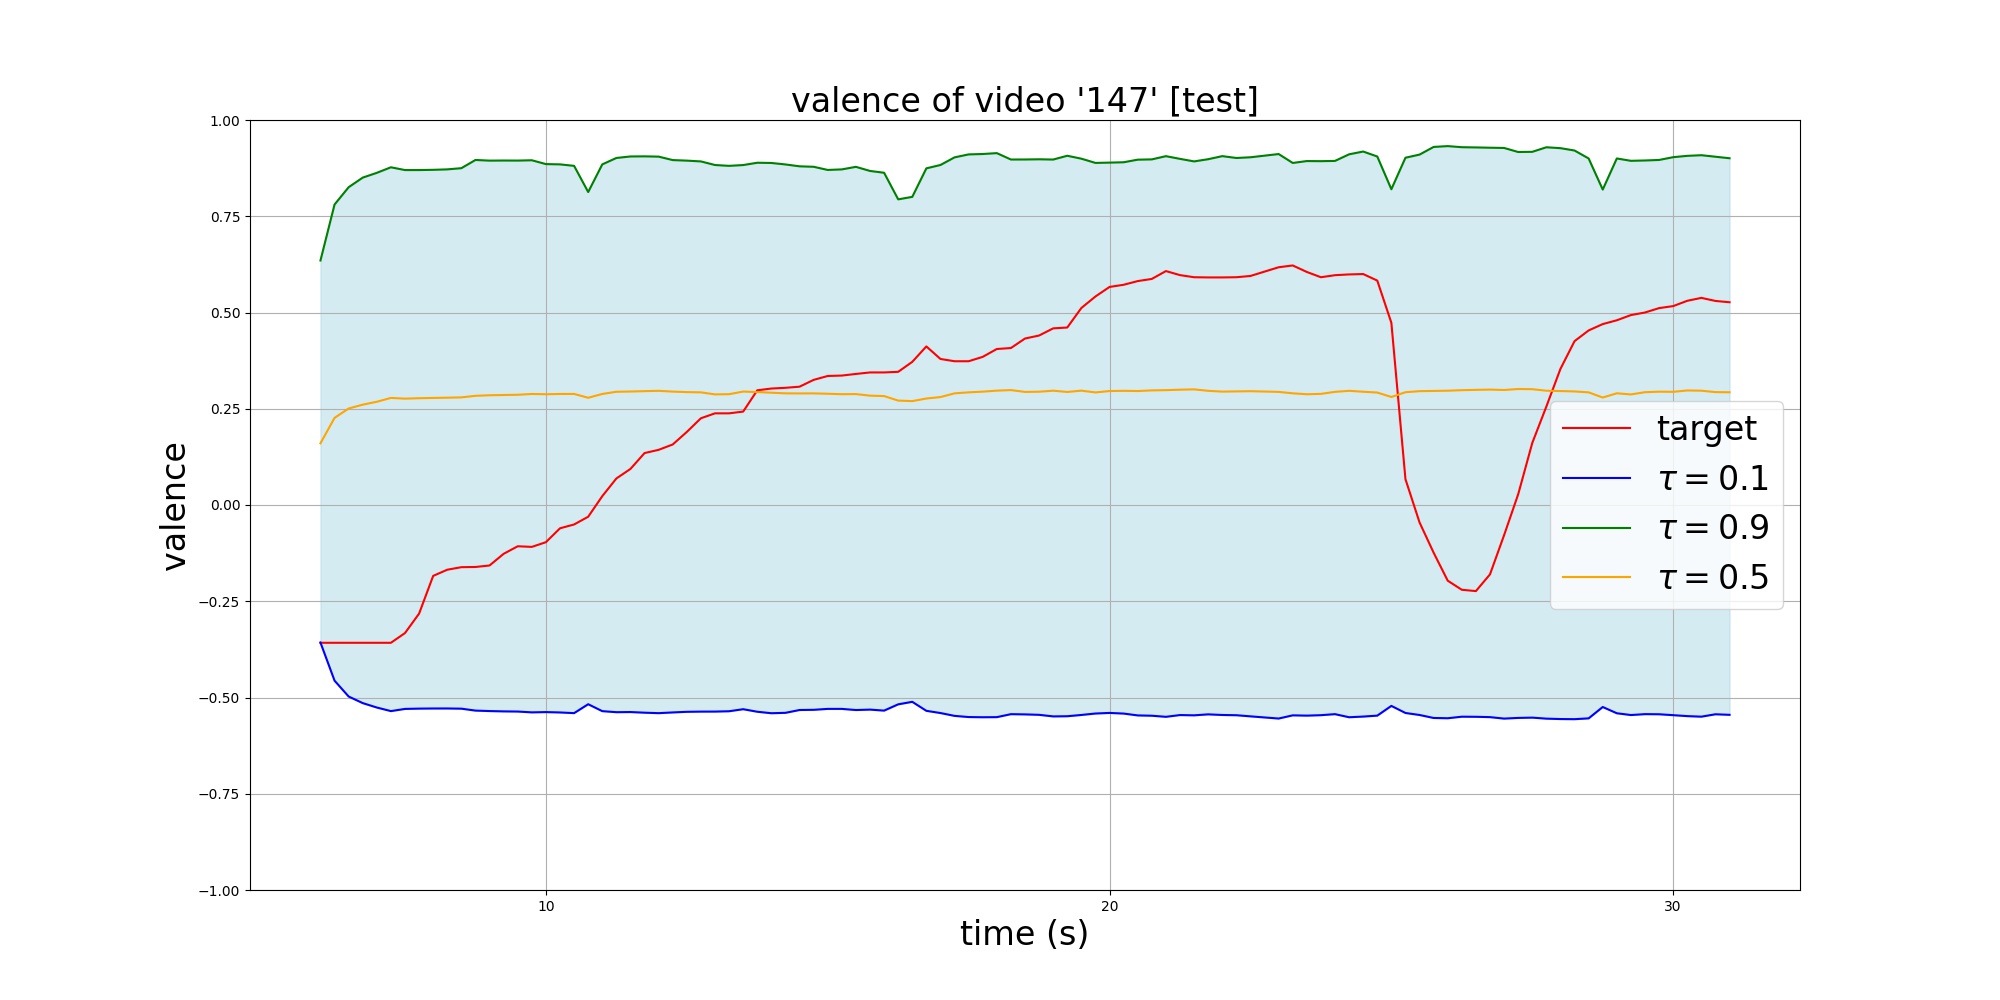 valence of video '147' [test]
1.00
0.75
0.50
0.25
0.00
−0.25
−0.50
−0.75
−1.00
valence
target
τ = 0.1
τ = 0.9
τ = 0.5
10
20
30
time (s)